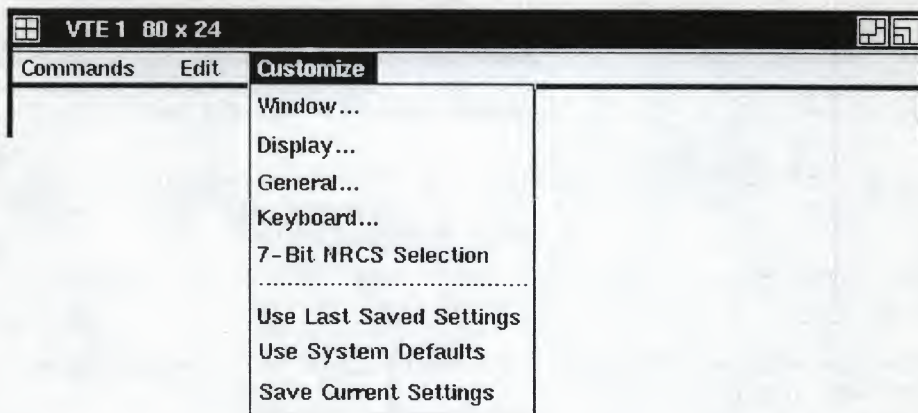 VTE 1 80 x 24
Commands Edit Customize
Window...
Display...
General...
Keyboard...
7-Bit NRCS Selection
Use Last Saved Settings
Use System Defaults
Save Current Settings